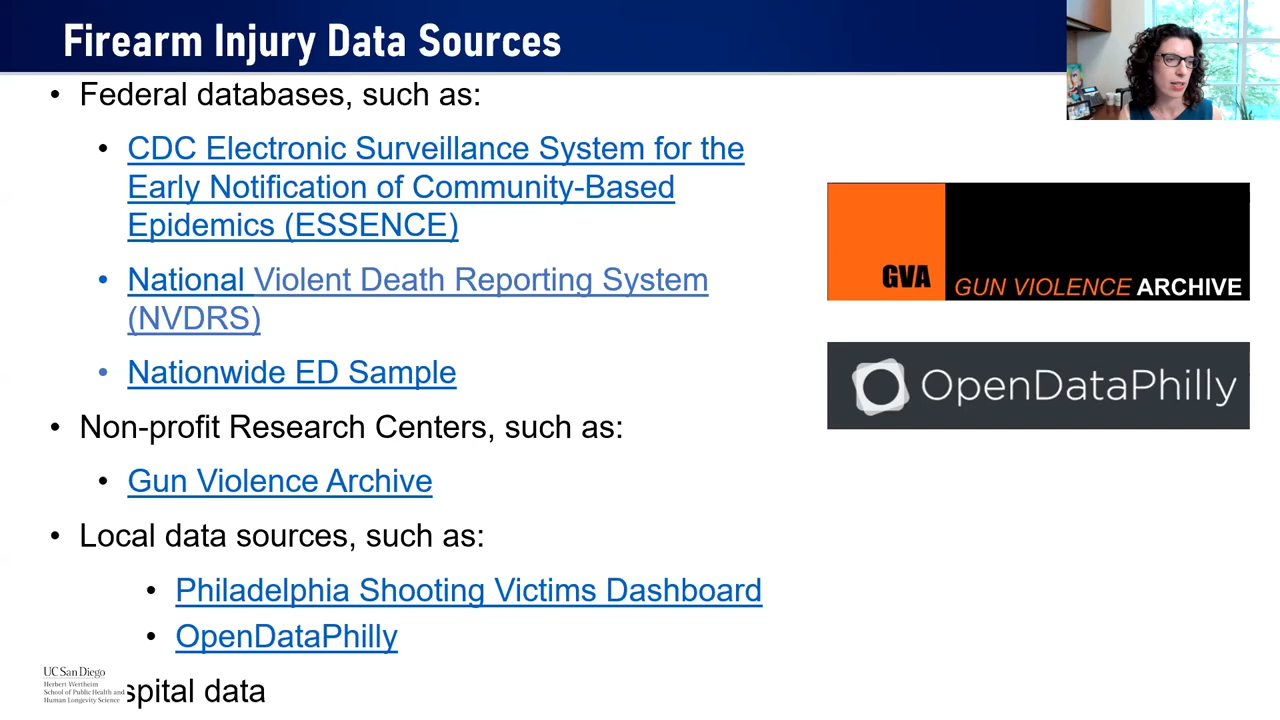 Firearm Injury Data Sources
• Federal databases, such as:
• CDC Electronic Surveillance System for the
Early Notification of Community-Based
Epidemics (ESSENCE)
• National Violent Death Reporting System
(NVDRS)
• Nationwide ED Sample
• Non-profit Research Centers, such as:
• Gun Violence Archive
• Local data sources, such as:
• Philadelphia Shooting Victims Dashboard
• OpenDataPhilly
spital data
GVA
GUN VIOLENCE ARCHIVE
OpenDataPhilly
UC San Diego
Herbert Wertheim
School of Public Health and
Human Longevity Science